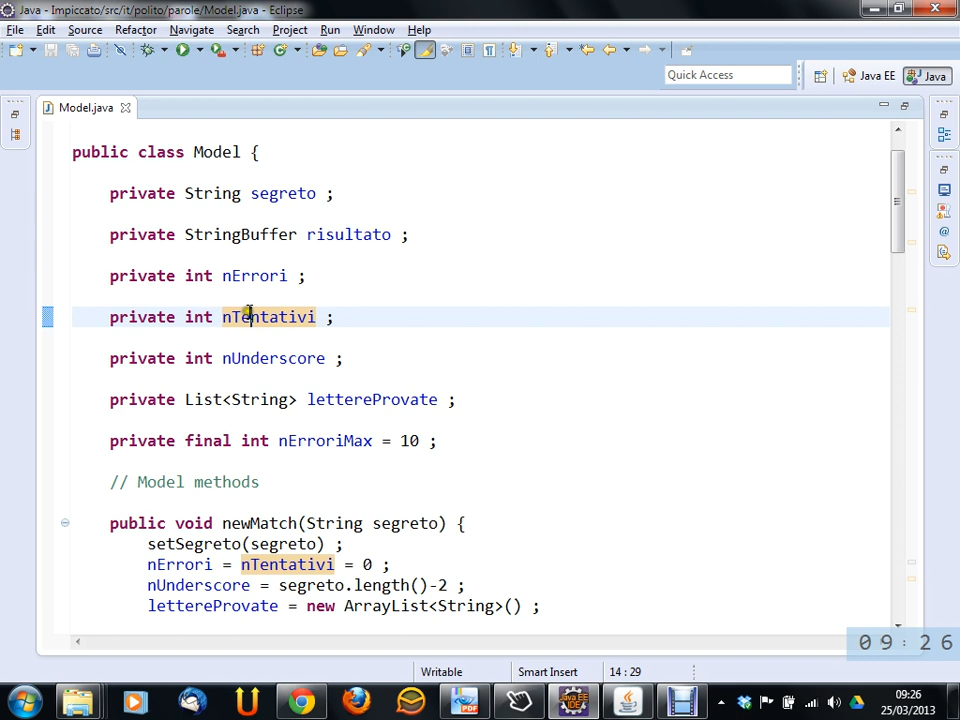 Java - Impiccato/src/it/polito/parole/Model.java - Eclipse
File Edit Source Refactor Navigate Search Project Run Window Help
Quick Access
Java EE
Java
Model.java
public class Model {
private String segreto ;
private StringBuffer risultato ;
private int nErrori ;
private int nTentativi ;
private int nUnderscore ;
private List<String> lettereProvate ;
private final int nErroriMax = 10 ;
// Model methods
public void newMatch(String segreto) {
setSegreto(segreto) ;
nErrori = nTentativi = 0 ;
nUnderscore = segreto.length()-2 ;
lettereProvate = new ArrayList<String>() ;
09:26
Writable
Smart Insert
14 : 29
Java EE
IDE
PDF
09:26
25/03/2013